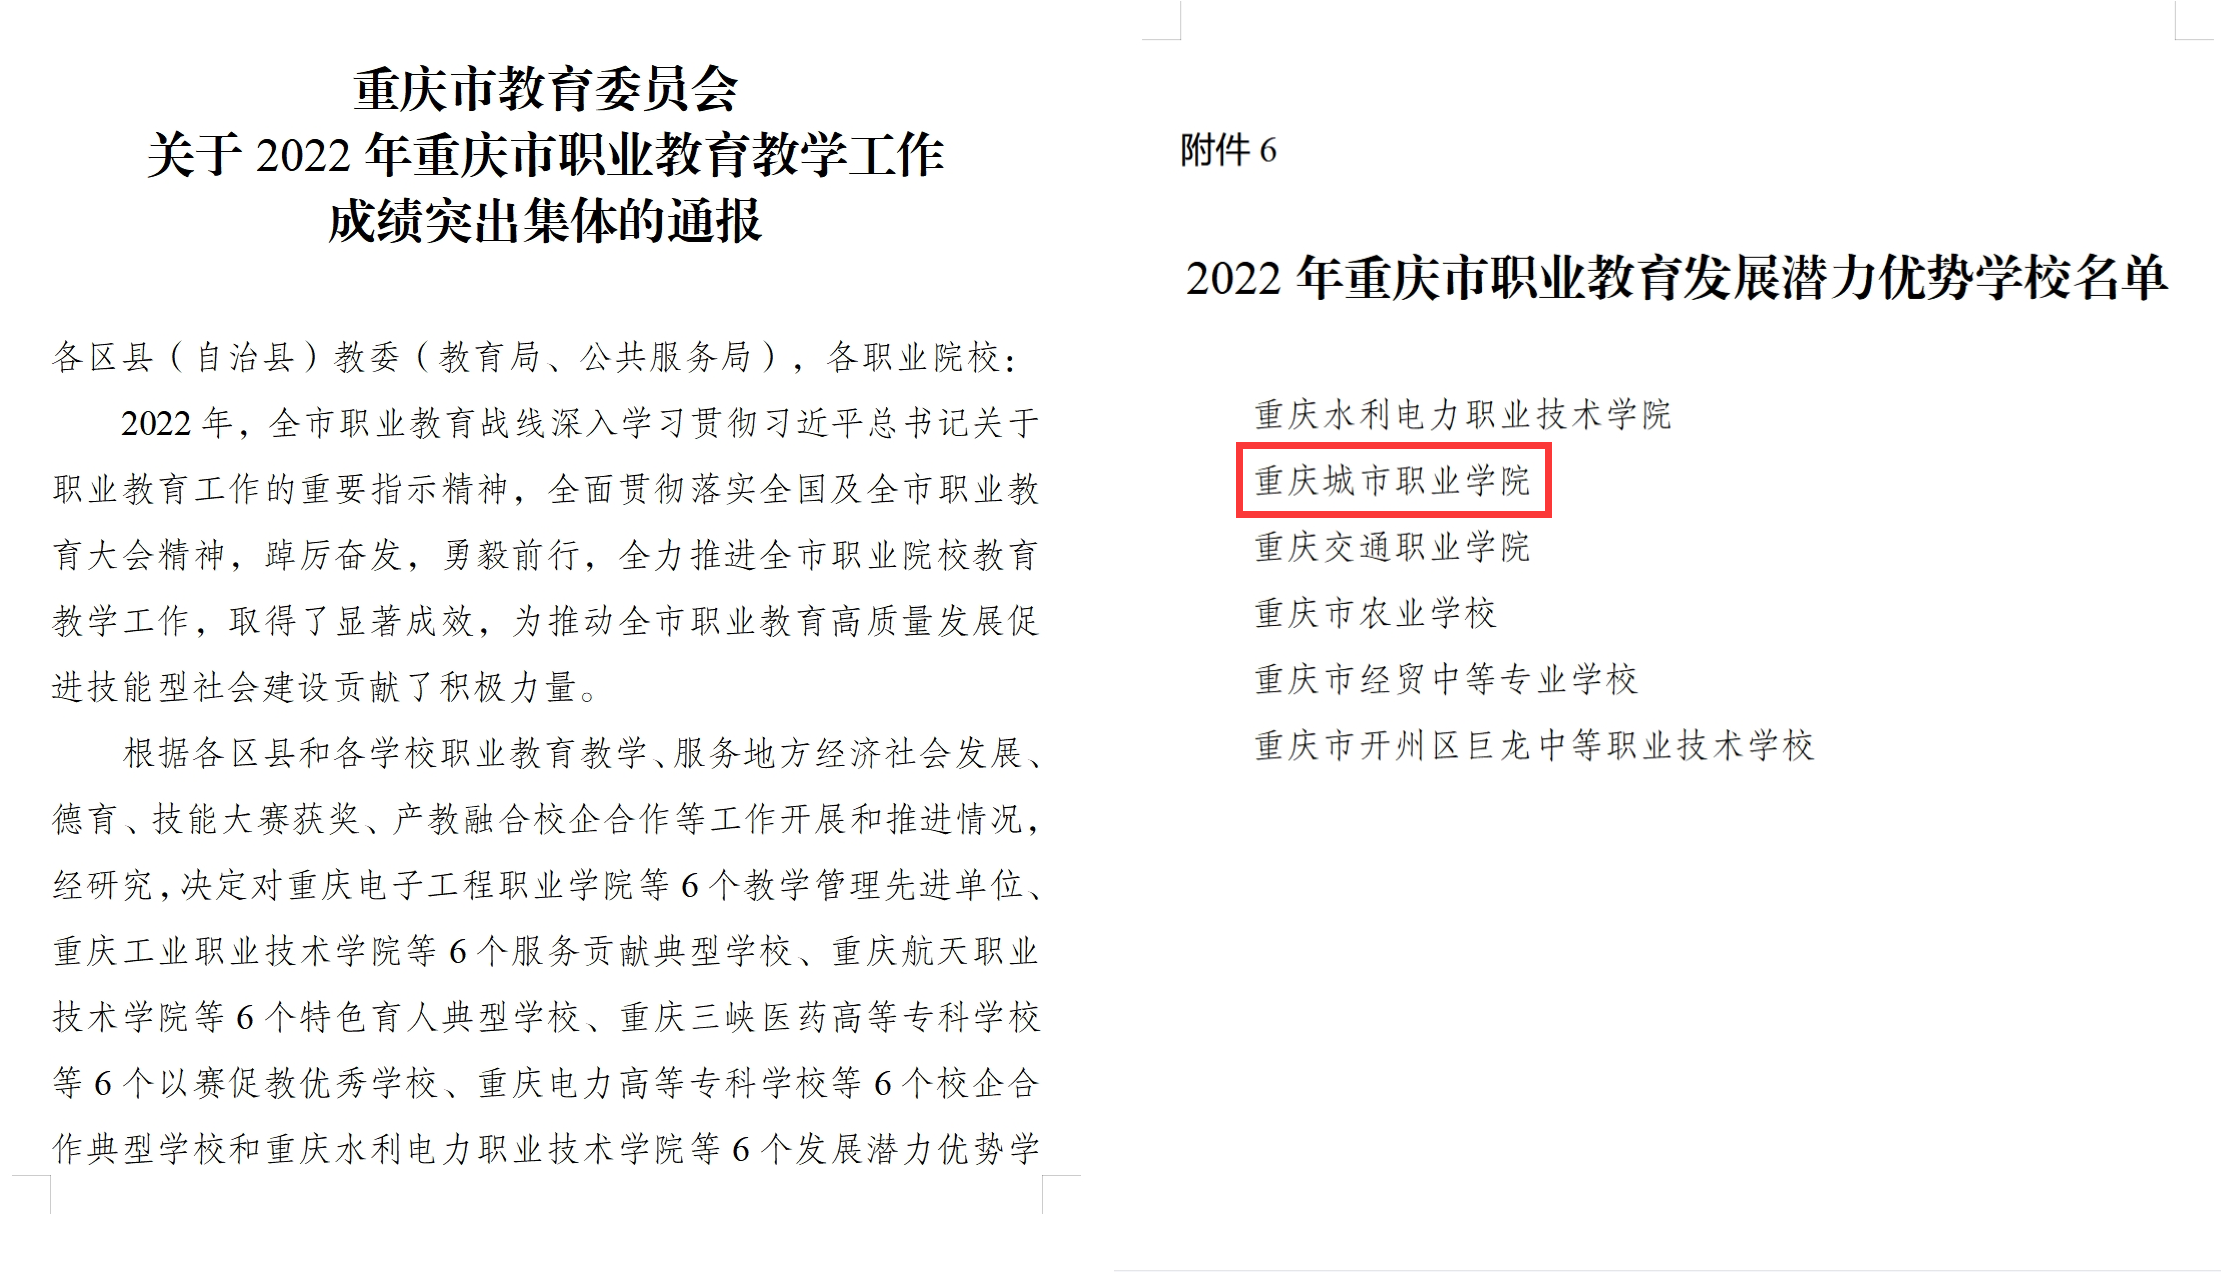 重庆市教育委员会
关于 2022 年重庆市职业教育教学工作
成绩突出集体的通报
各区县（自治县）教委（教育局、公共服务局），各职业院校：
2022 年，全市职业教育战线深入学习贯彻习近平总书记关于
职业教育工作的重要指示精神，全面贯彻落实全国及全市职业教
育大会精神，踔厉奋发，勇毅前行，全力推进全市职业院校教育
教学工作，取得了显著成效，为推动全市职业教育高质量发展促
进技能型社会建设贡献了积极力量。
根据各区县和各学校职业教育教学、服务地方经济社会发展、
德育、技能大赛获奖、产教融合校企合作等工作开展和推进情况，
经研究，决定对重庆电子工程职业学院等 6 个教学管理先进单位、
重庆工业职业技术学院等 6 个服务贡献典型学校、重庆航天职业
技术学院等 6 个特色育人典型学校、重庆三峡医药高等专科学校
等 6 个以赛促教优秀学校、重庆电力高等专科学校等 6 个校企合
作典型学校和重庆水利电力职业技术学院等 6 个发展潜力优势学
附件 6
2022 年重庆市职业教育发展潜力优势学校名单
重庆水利电力职业技术学院
重庆城市职业学院
重庆交通职业学院
重庆市农业学校
重庆市经贸中等专业学校
重庆市开州区巨龙中等职业技术学校